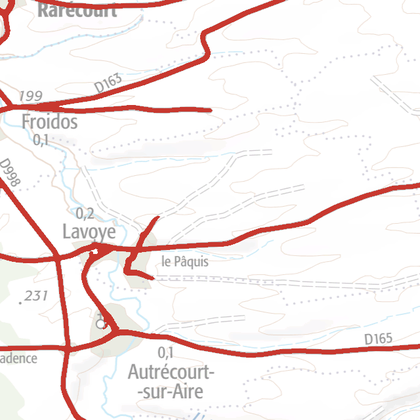 Rarécourt
D163
199
Froidos
0,1
D998
0,2
Lavoye
le Pâquis
231
D165
adence
0,1
Autrécourt-
-sur-Aire